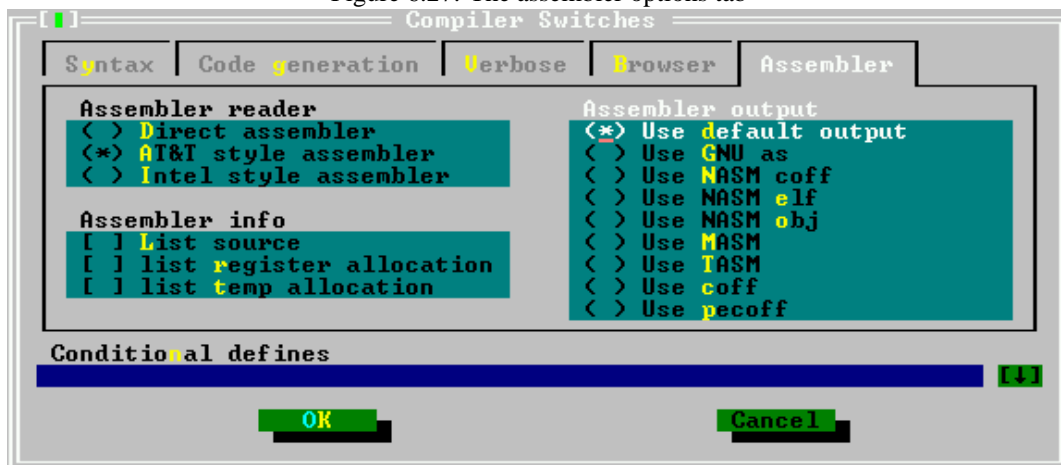 Figure 6.27: The assembler options tab
[▮] Compiler Switches
Syntax Code generation Verbose Browser Assembler
Assembler reader
( ) Direct assembler
(*) AT&T style assembler
( ) Intel style assembler
Assembler info
[ ] List source
[ ] list register allocation
[ ] list temp allocation
Assembler output
(*) Use default output
( ) Use GNU as
( ) Use NASM coff
( ) Use NASM elf
( ) Use NASM obj
( ) Use MASM
( ) Use TASM
( ) Use coff
( ) Use pecoff
Conditional defines
[↓]
OK Cancel